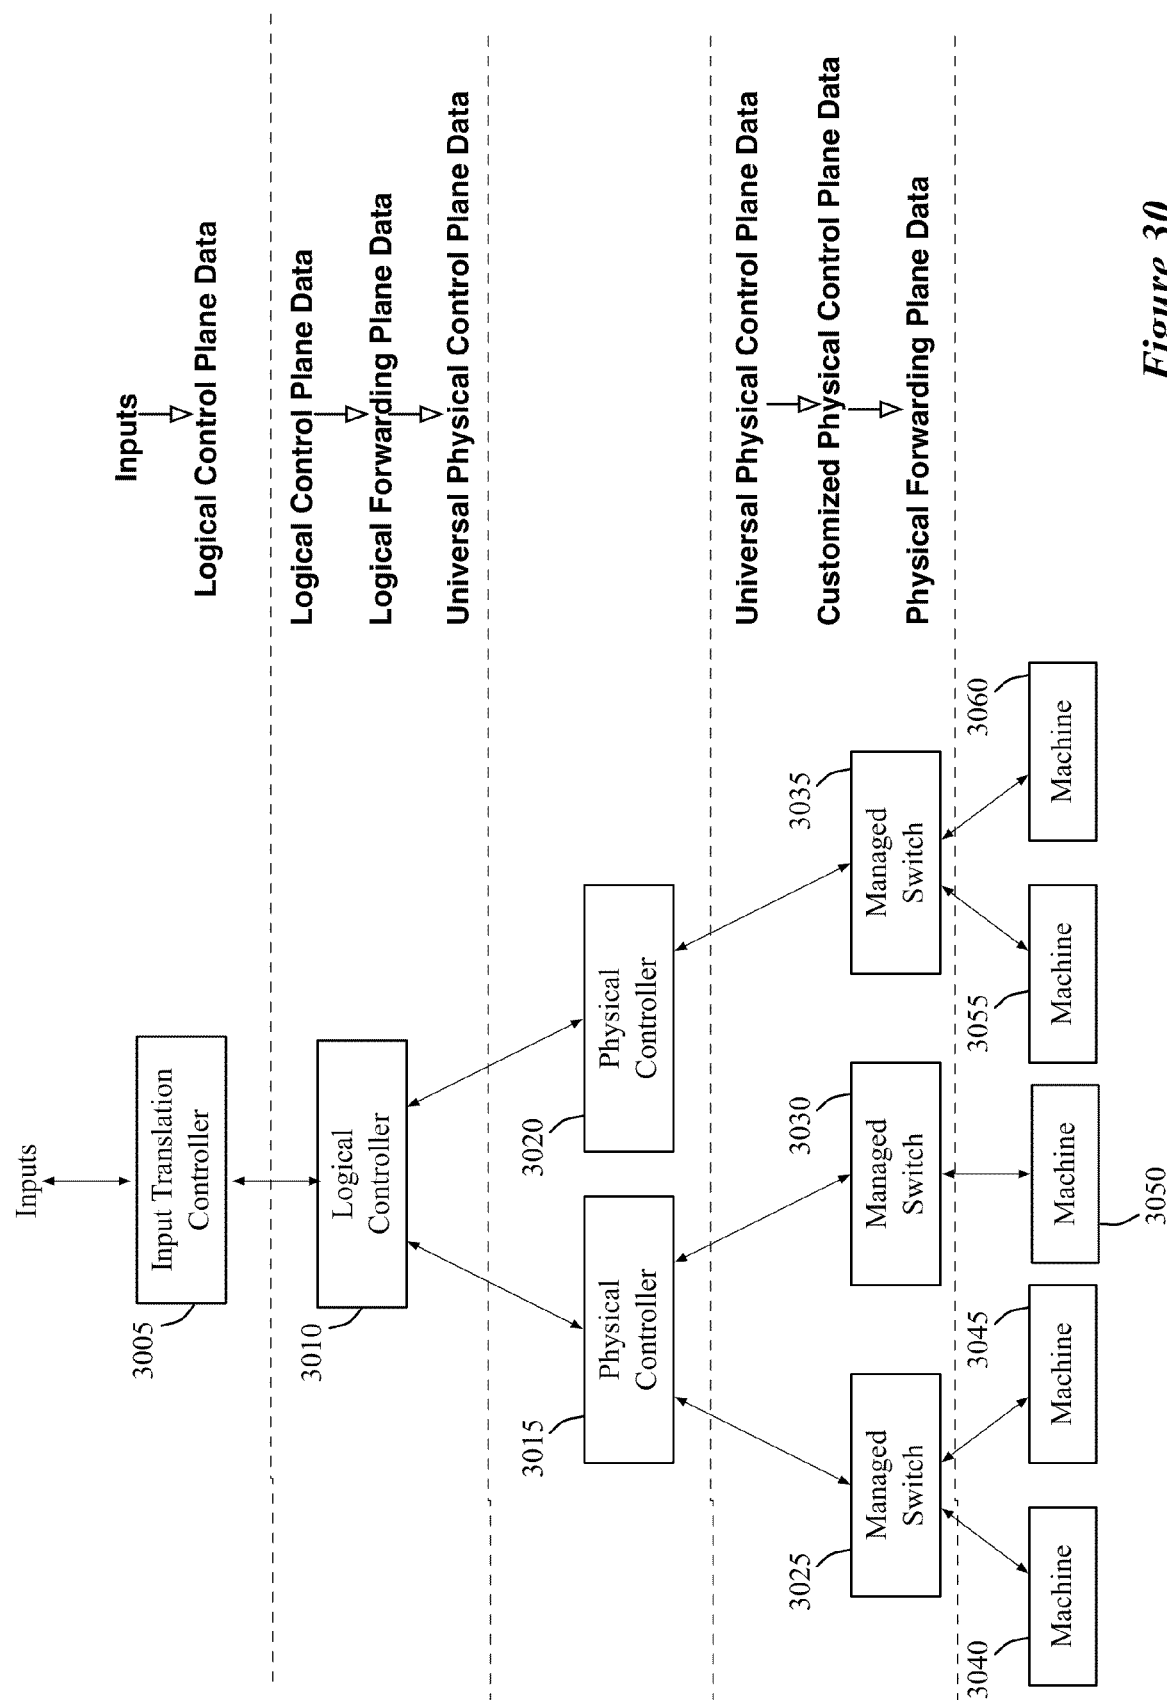 Inputs
Input Translation
Controller
3005
Inputs
Logical Control Plane Data
Logical
Controller
3010
Logical Control Plane Data
Logical Forwarding Plane Data
Universal Physical Control Plane Data
Physical
Controller
3015
Physical
Controller
3020
Managed
Switch
3025
Managed
Switch
3030
Managed
Switch
3035
Universal Physical Control Plane Data
Customized Physical Control Plane Data
Physical Forwarding Plane Data
Machine
3040
Machine
3045
Machine
3050
Machine
3055
Machine
3060
Figure 30